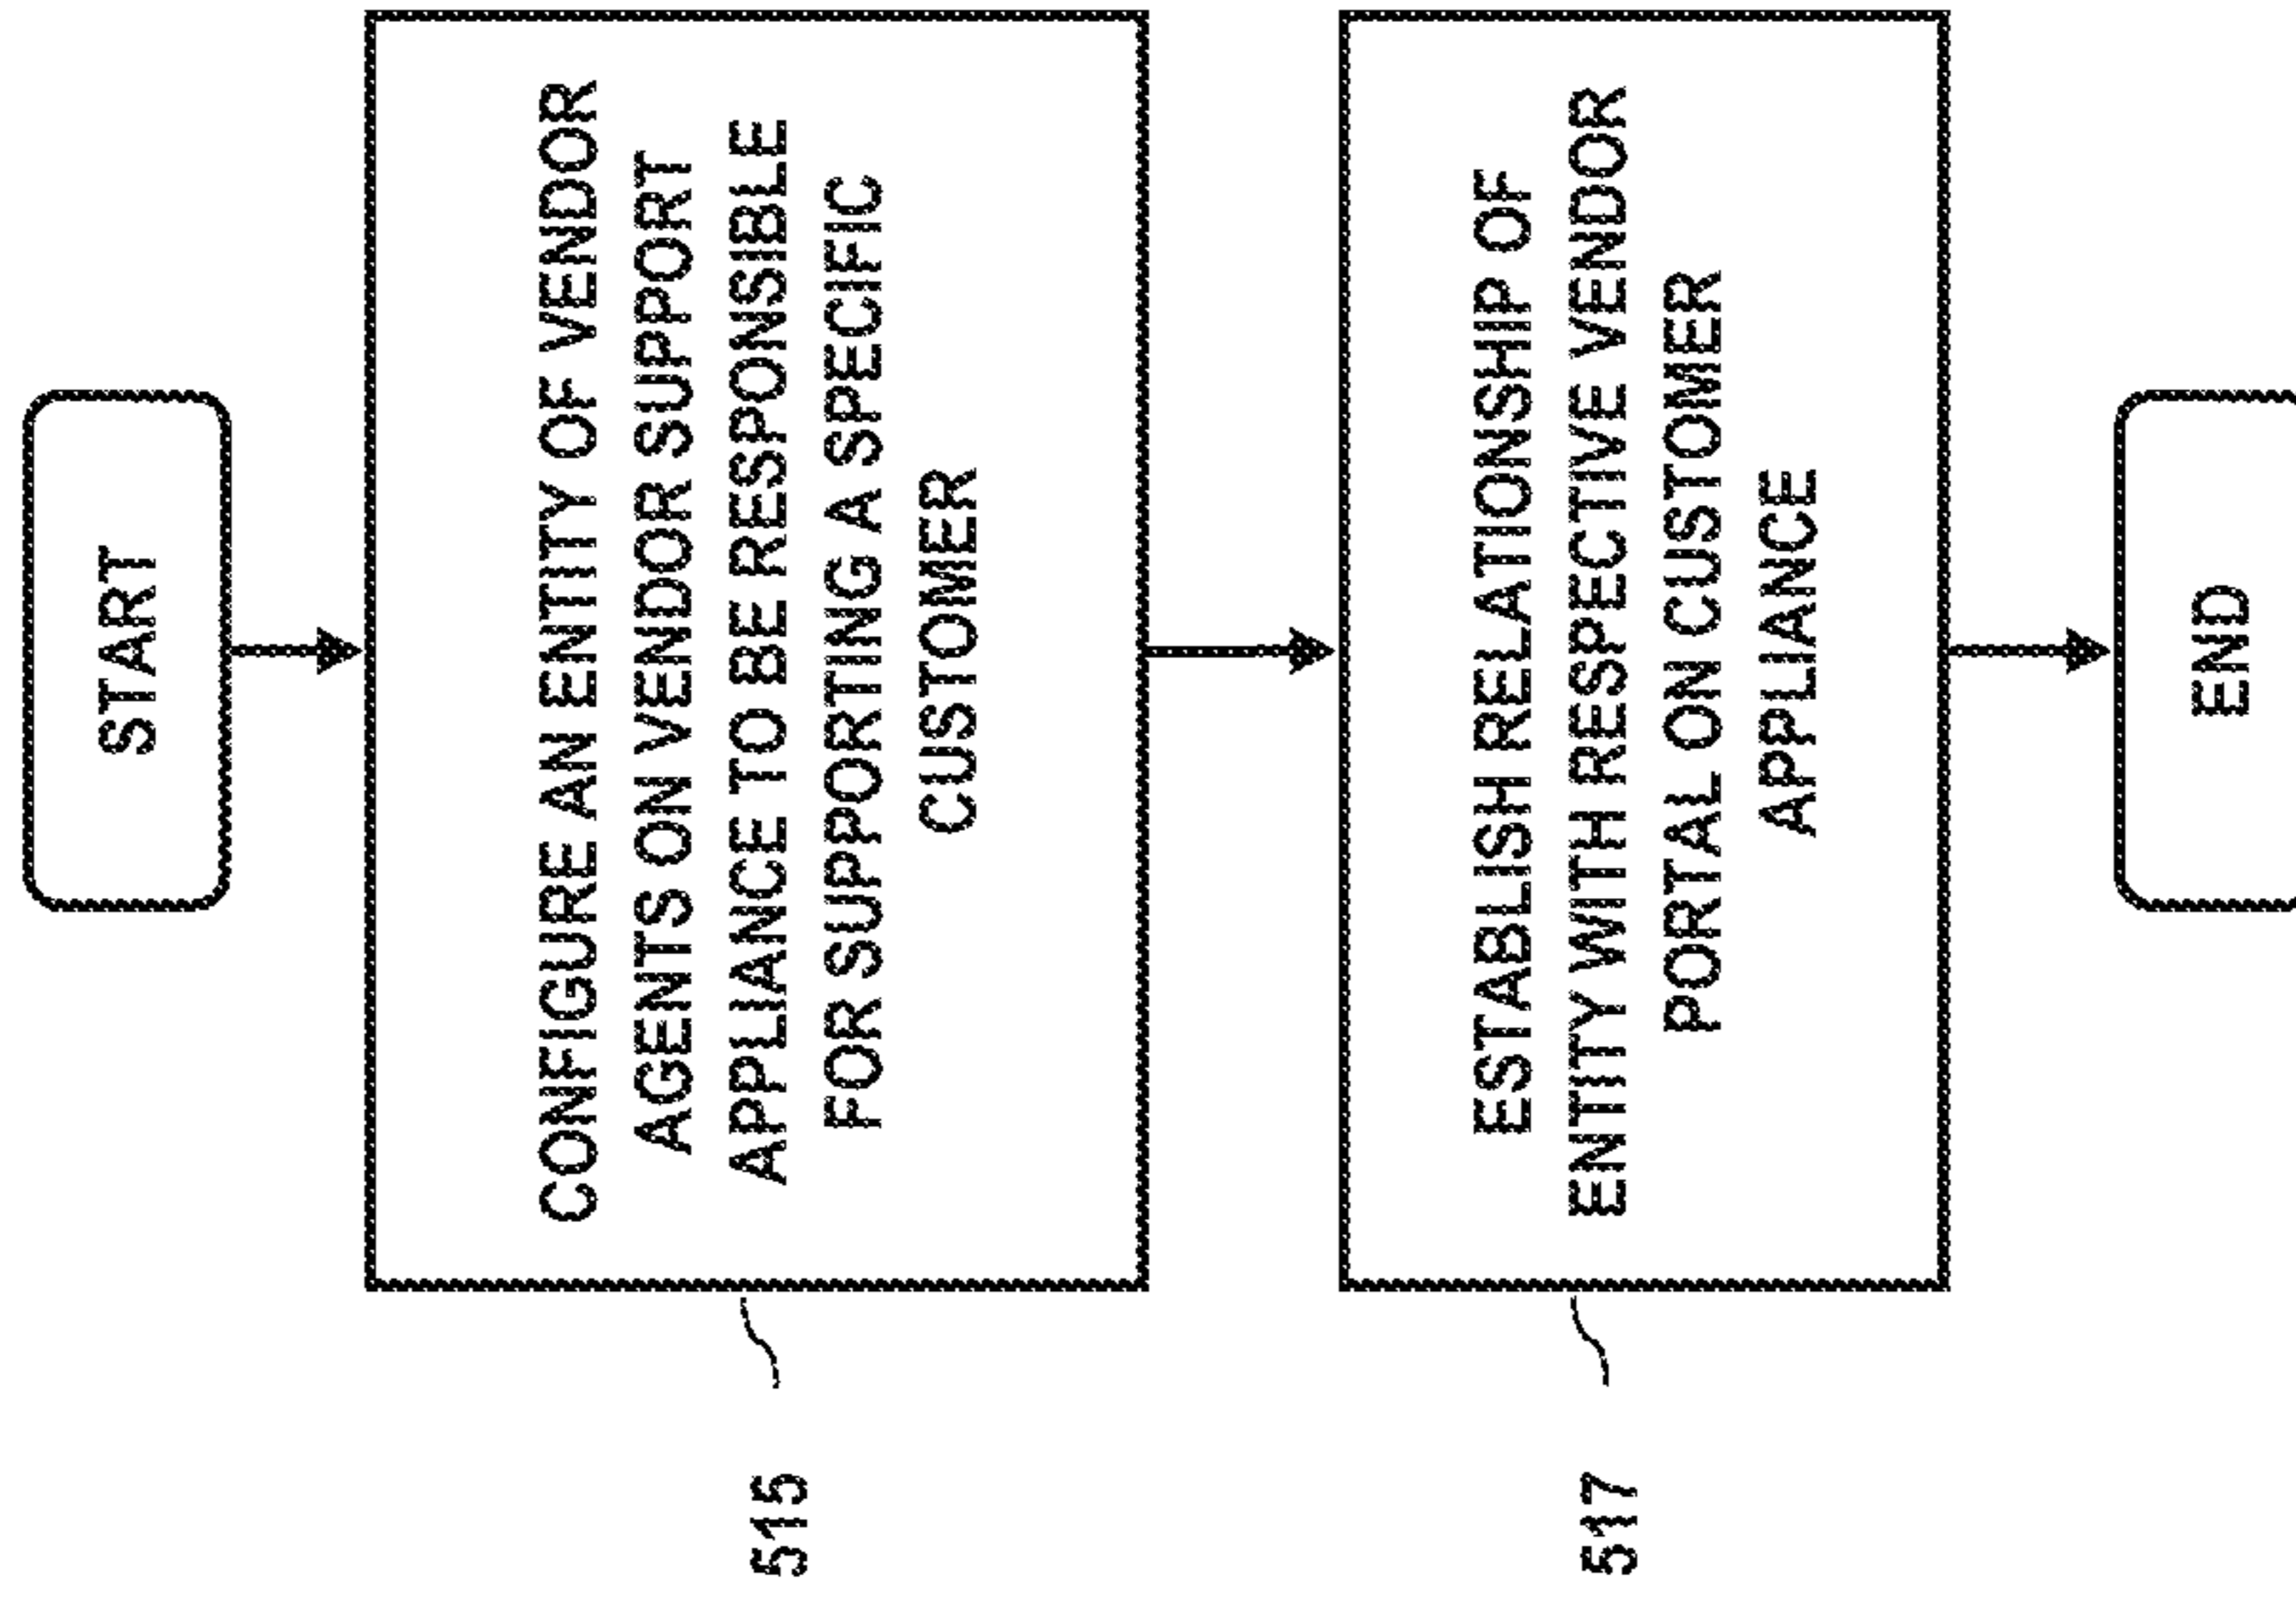 START
CONFIGURE AN ENTITY OF VENDOR
AGENTS ON VENDOR SUPPORT
APPLIANCE TO BE RESPONSIBLE
FOR SUPPORTING A SPECIFIC
CUSTOMER
515
ESTABLISH RELATIONSHIP OF
ENTITY WITH RESPECTIVE VENDOR
PORTAL ON CUSTOMER
APPLIANCE
517
END